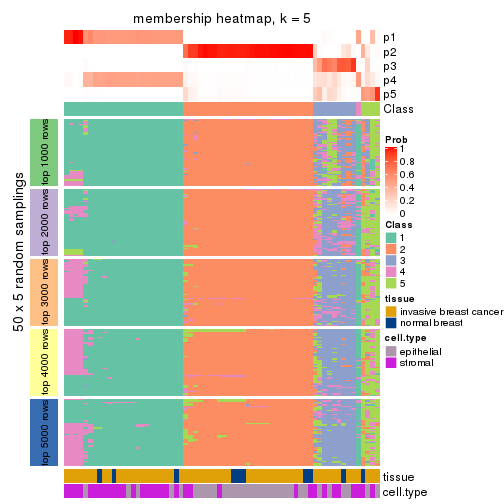 membership heatmap, k = 5
p1
p2
p3
p4
p5
Class
50 x 5 random samplings
top 1000 rows
top 2000 rows
top 3000 rows
top 4000 rows
top 5000 rows
Prob
1
0.8
0.6
0.4
0.2
0
Class
1
2
3
4
5
tissue
invasive breast cancer
normal breast
cell.type
epithelial
stromal
tissue
cell.type